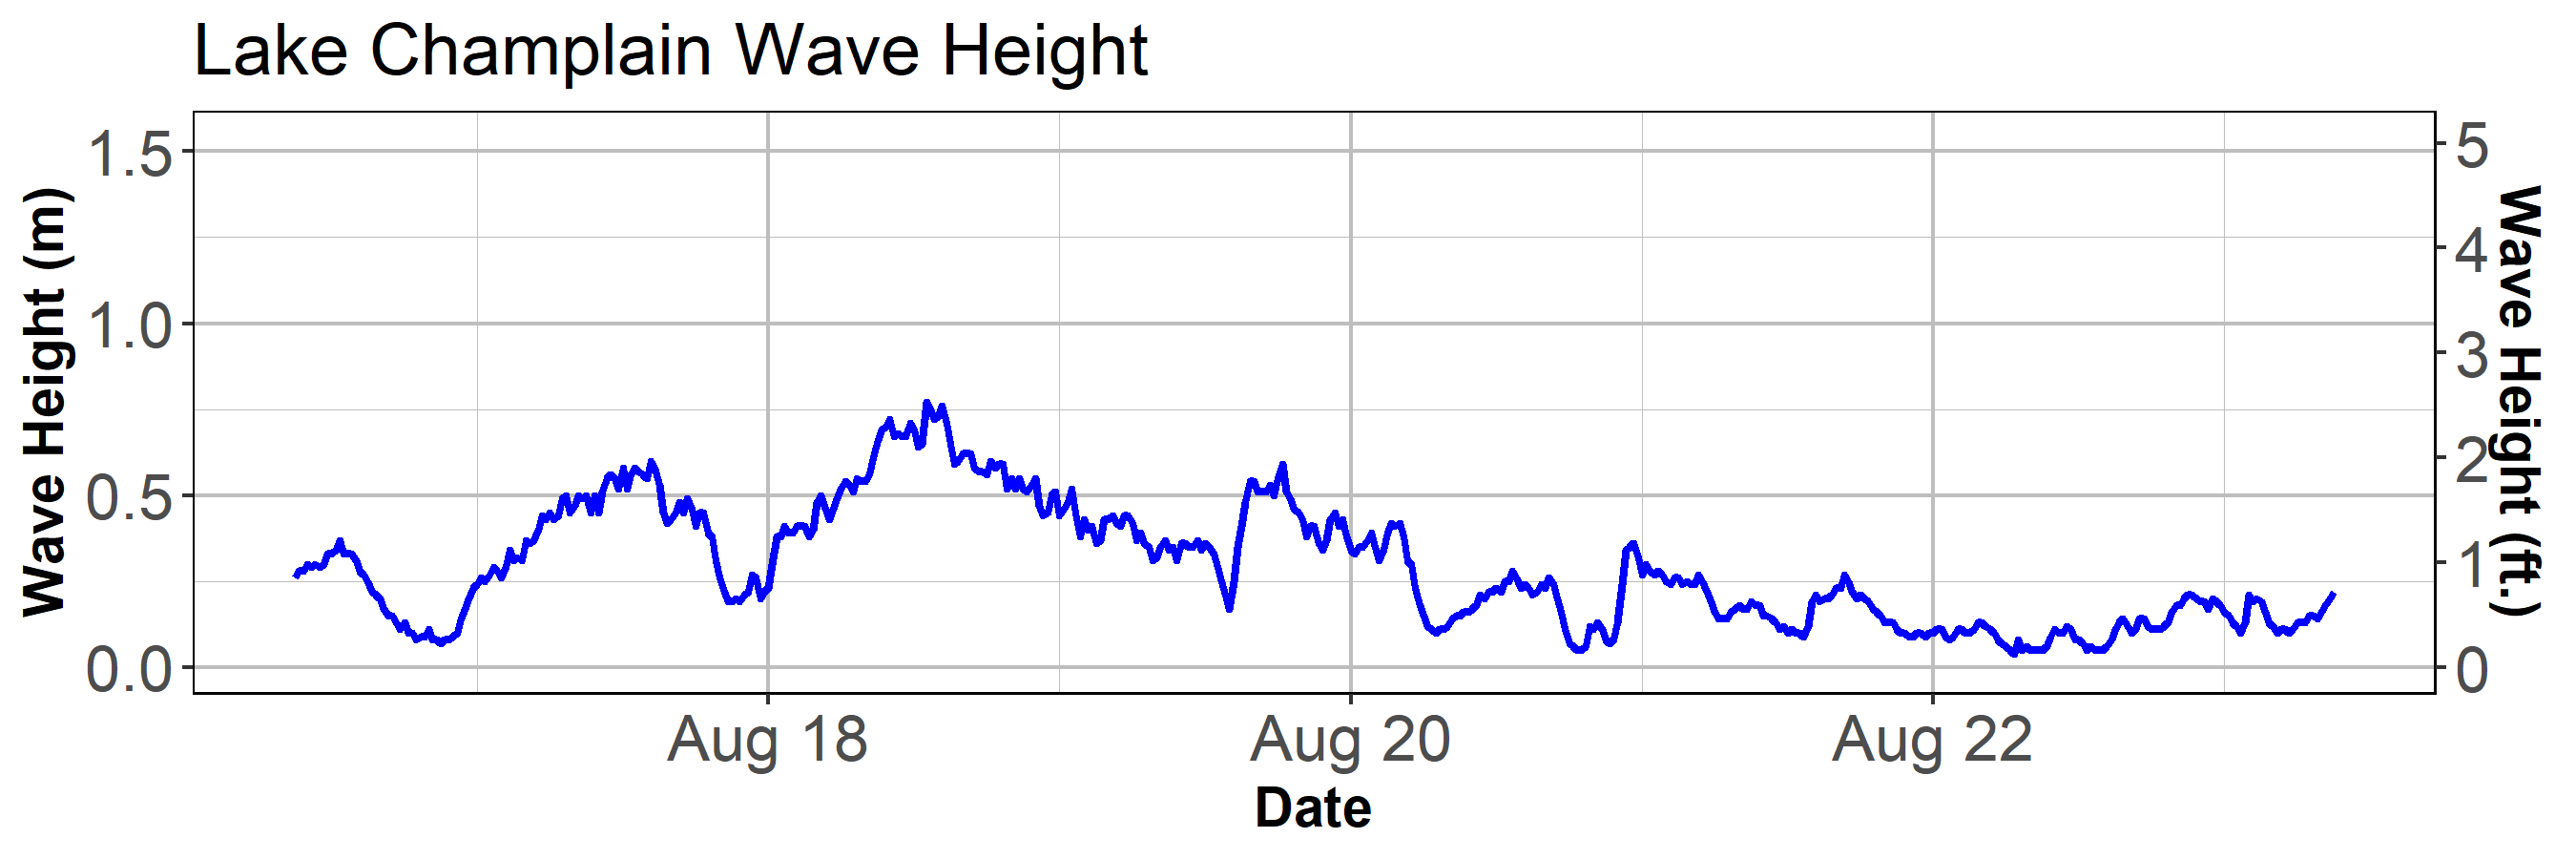 Lake Champlain Wave Height
Wave Height (m)
1.5
1.0
0.5
0.0
5
4
3
2
1
0
Wave Height (ft.)
Aug 18
Aug 20
Aug 22
Date